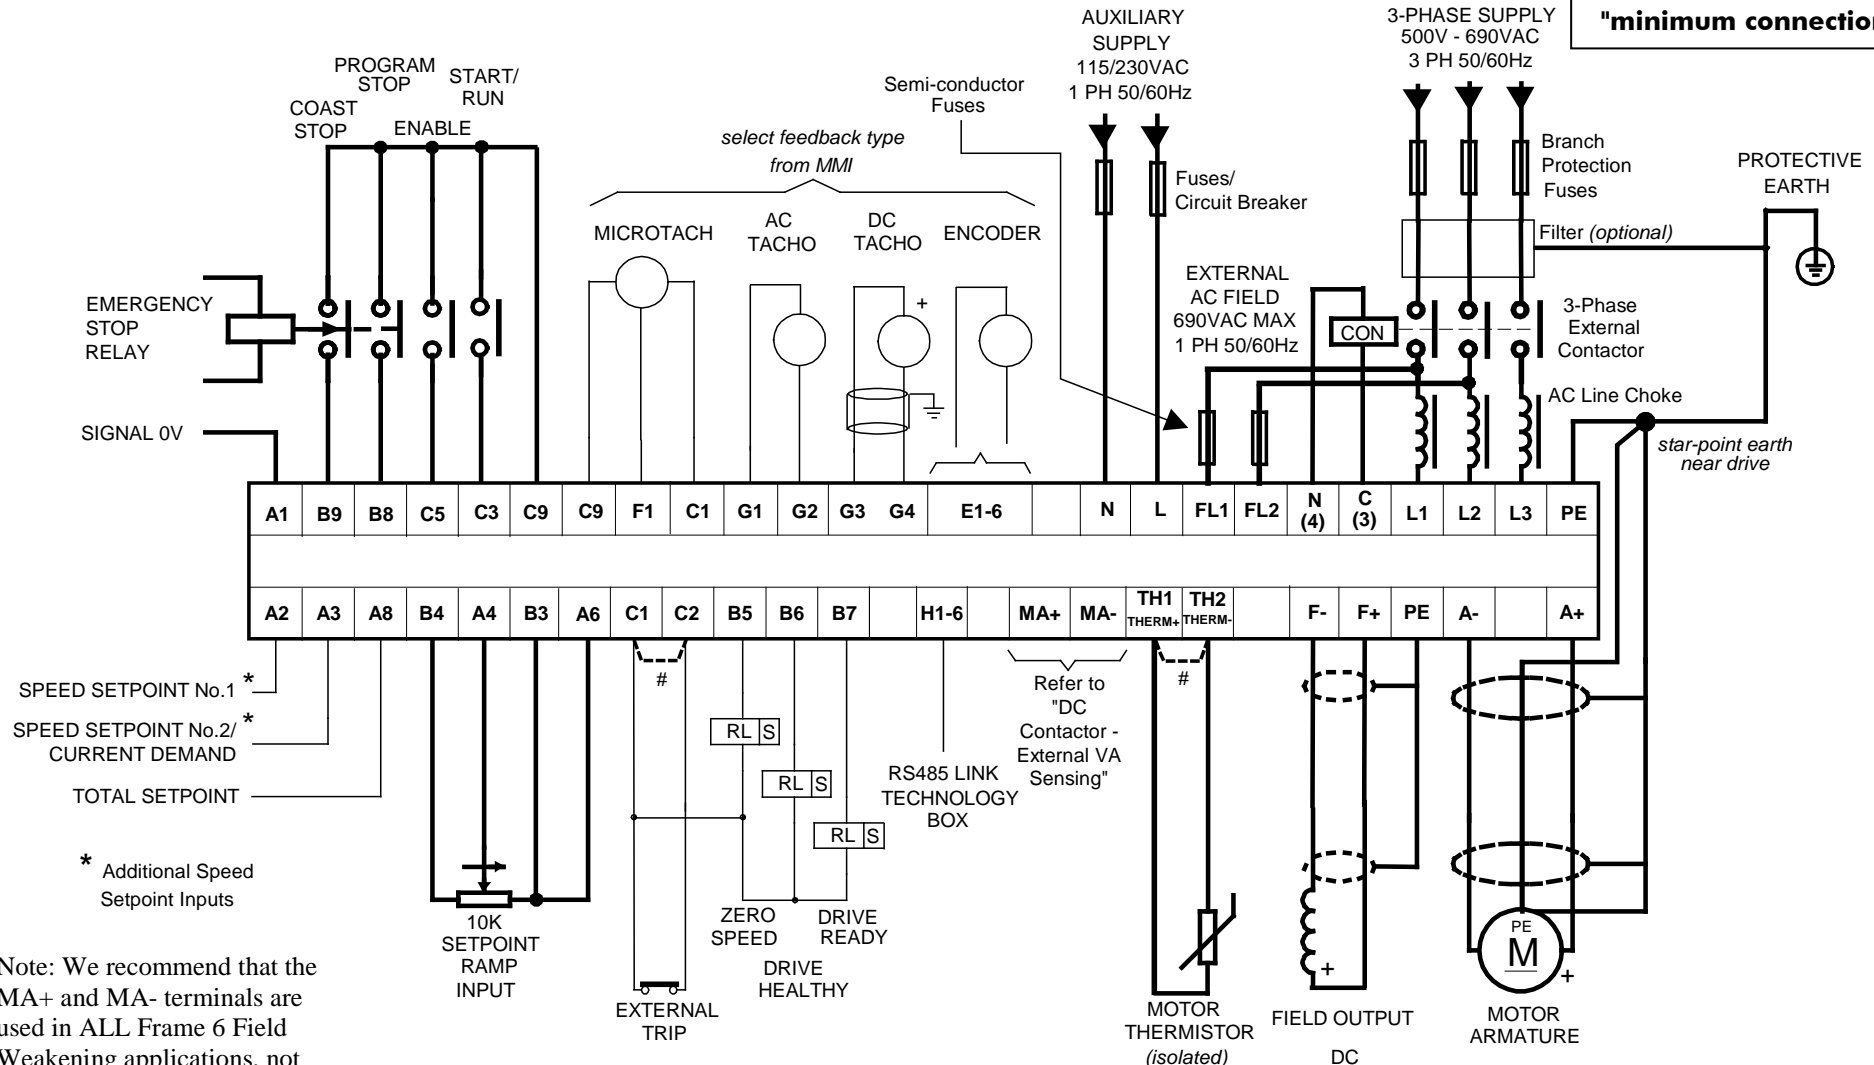 "minimum connection
AUXILIARY
SUPPLY
115/230VAC
1 PH 50/60Hz
3-PHASE SUPPLY
500V - 690VAC
3 PH 50/60Hz
PROGRAM
STOP
START/
RUN
COAST
STOP
ENABLE
Semi-conductor
Fuses
select feedback type
from MMI
Fuses/
Circuit Breaker
Branch
Protection
Fuses
PROTECTIVE
EARTH
MICROTACH
AC
TACHO
DC
TACHO
ENCODER
Filter (optional)
+
EXTERNAL
AC FIELD
690VAC MAX
1 PH 50/60Hz
CON
3-Phase
External
Contactor
EMERGENCY
STOP
RELAY
AC Line Choke
SIGNAL 0V
star-point earth
near drive
A1 B9 B8 C5 C3 C9 C9 F1 C1 G1 G2 G3 G4 E1-6 N L FL1 FL2 N (4) C (3) L1 L2 L3 PE
A2 A3 A8 B4 A4 B3 A6 C1 C2 B5 B6 B7 H1-6 MA+ MA- TH1 THERM+ TH2 THERM- F- F+ PE A- A+
# #
SPEED SETPOINT No.1 *
SPEED SETPOINT No.2/ *
CURRENT DEMAND
TOTAL SETPOINT
Refer to
"DC
Contactor -
External VA
Sensing"
RL S
RL S
RL S
RS485 LINK
TECHNOLOGY
BOX
* Additional Speed
Setpoint Inputs
10K
SETPOINT
RAMP
INPUT
ZERO
SPEED
DRIVE
READY
DRIVE
HEALTHY
EXTERNAL
TRIP
MOTOR
THERMISTOR
(isolated)
+
FIELD OUTPUT
DC
PE
M
+
MOTOR
ARMATURE
Note: We recommend that the
MA+ and MA- terminals are
used in ALL Frame 6 Field
Weakening applications, not